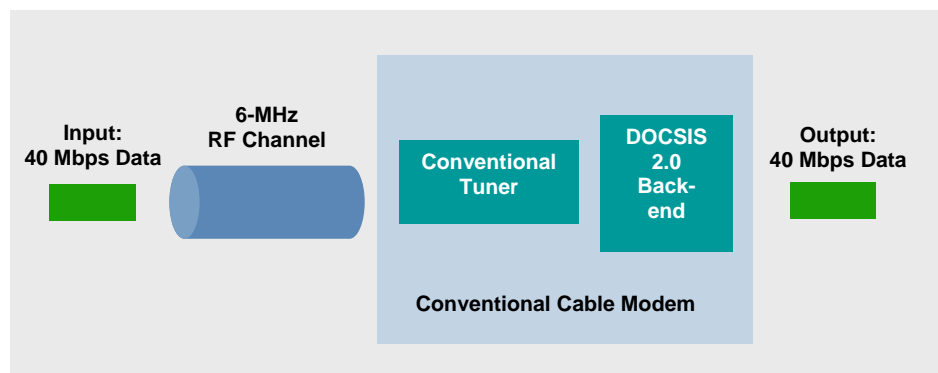 Input:
40 Mbps Data
6-MHz
RF Channel
Conventional
Tuner
DOCSIS
2.0
Back-
end
Conventional Cable Modem
Output:
40 Mbps Data